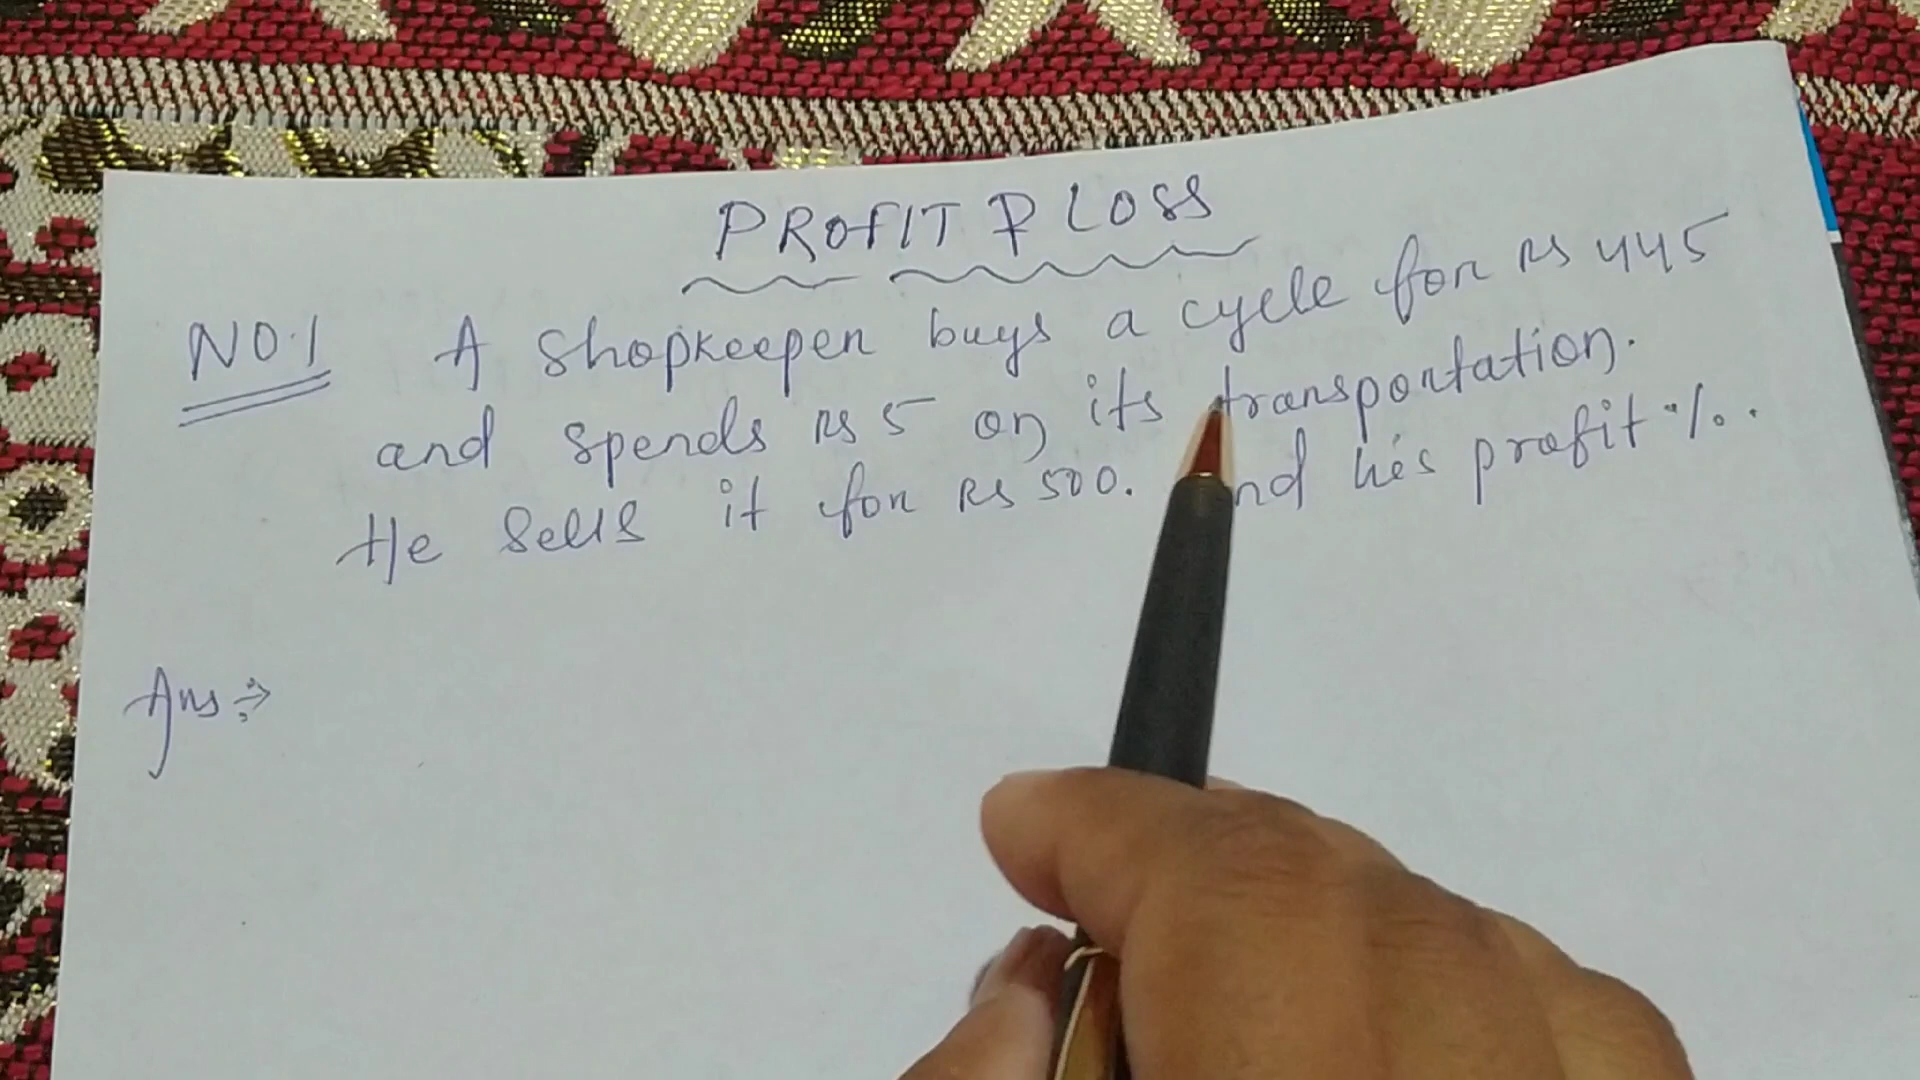 PROFIT & LOSS
NO.1 A shopkeeper buys a cycle for Rs 445
and spends Rs 5 on its transportation.
He sells it for Rs 500. nd his profit %.
Ans :→